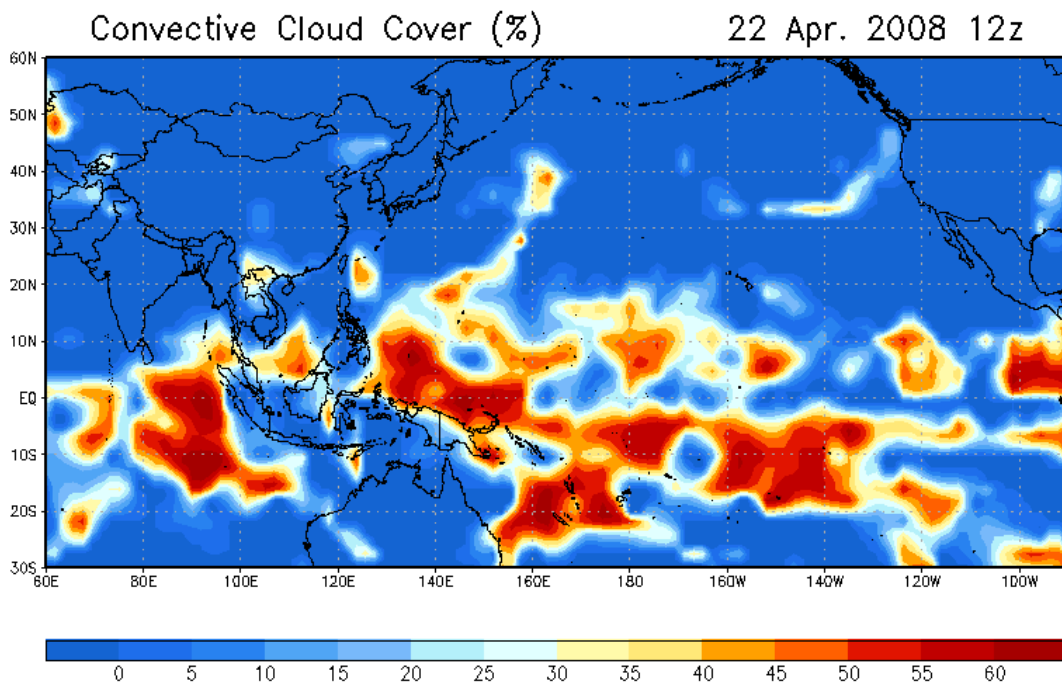 Convective Cloud Cover (%) 22 Apr. 2008 12z
60N
50N
40N
30N
20N
10N
EQ
10S
20S
30S
60E 80E 100E 120E 140E 160E 180 160W 140W 120W 100W
0 5 10 15 20 25 30 35 40 45 50 55 60